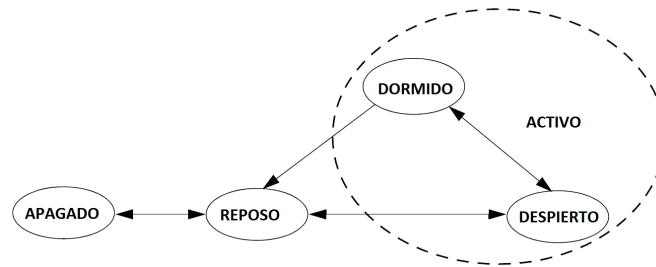 DORMIDO
ACTIVO
APAGADO
REPOSO
DESPIERTO